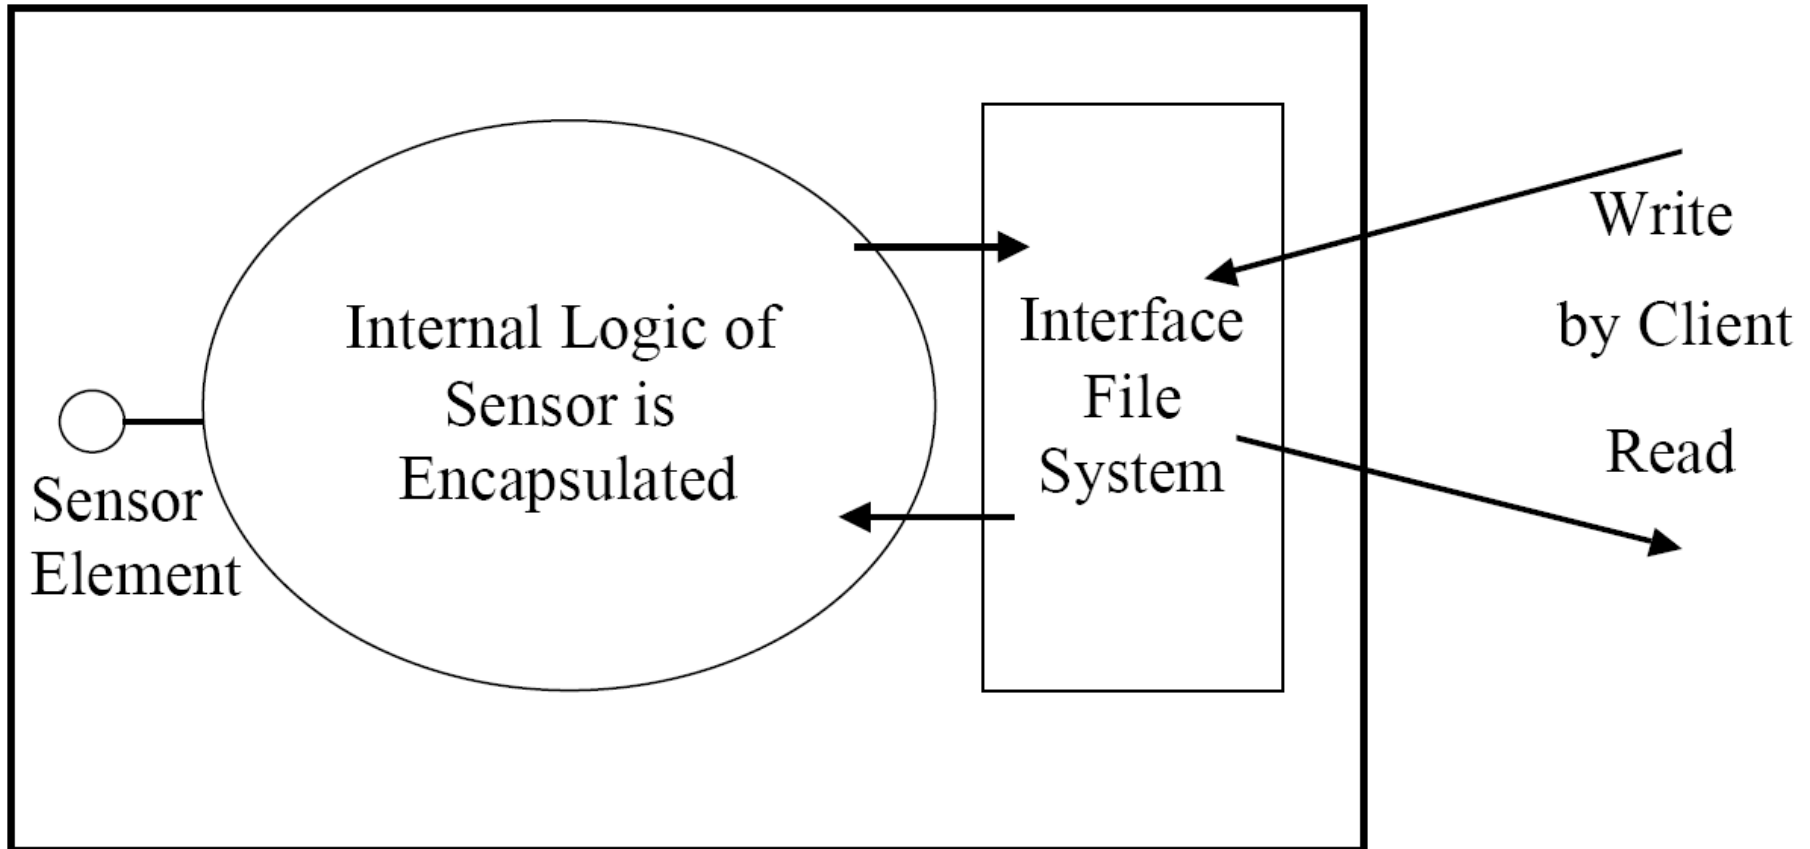 Sensor
Element
Internal Logic of
Sensor is
Encapsulated
Interface
File
System
Write
by Client
Read